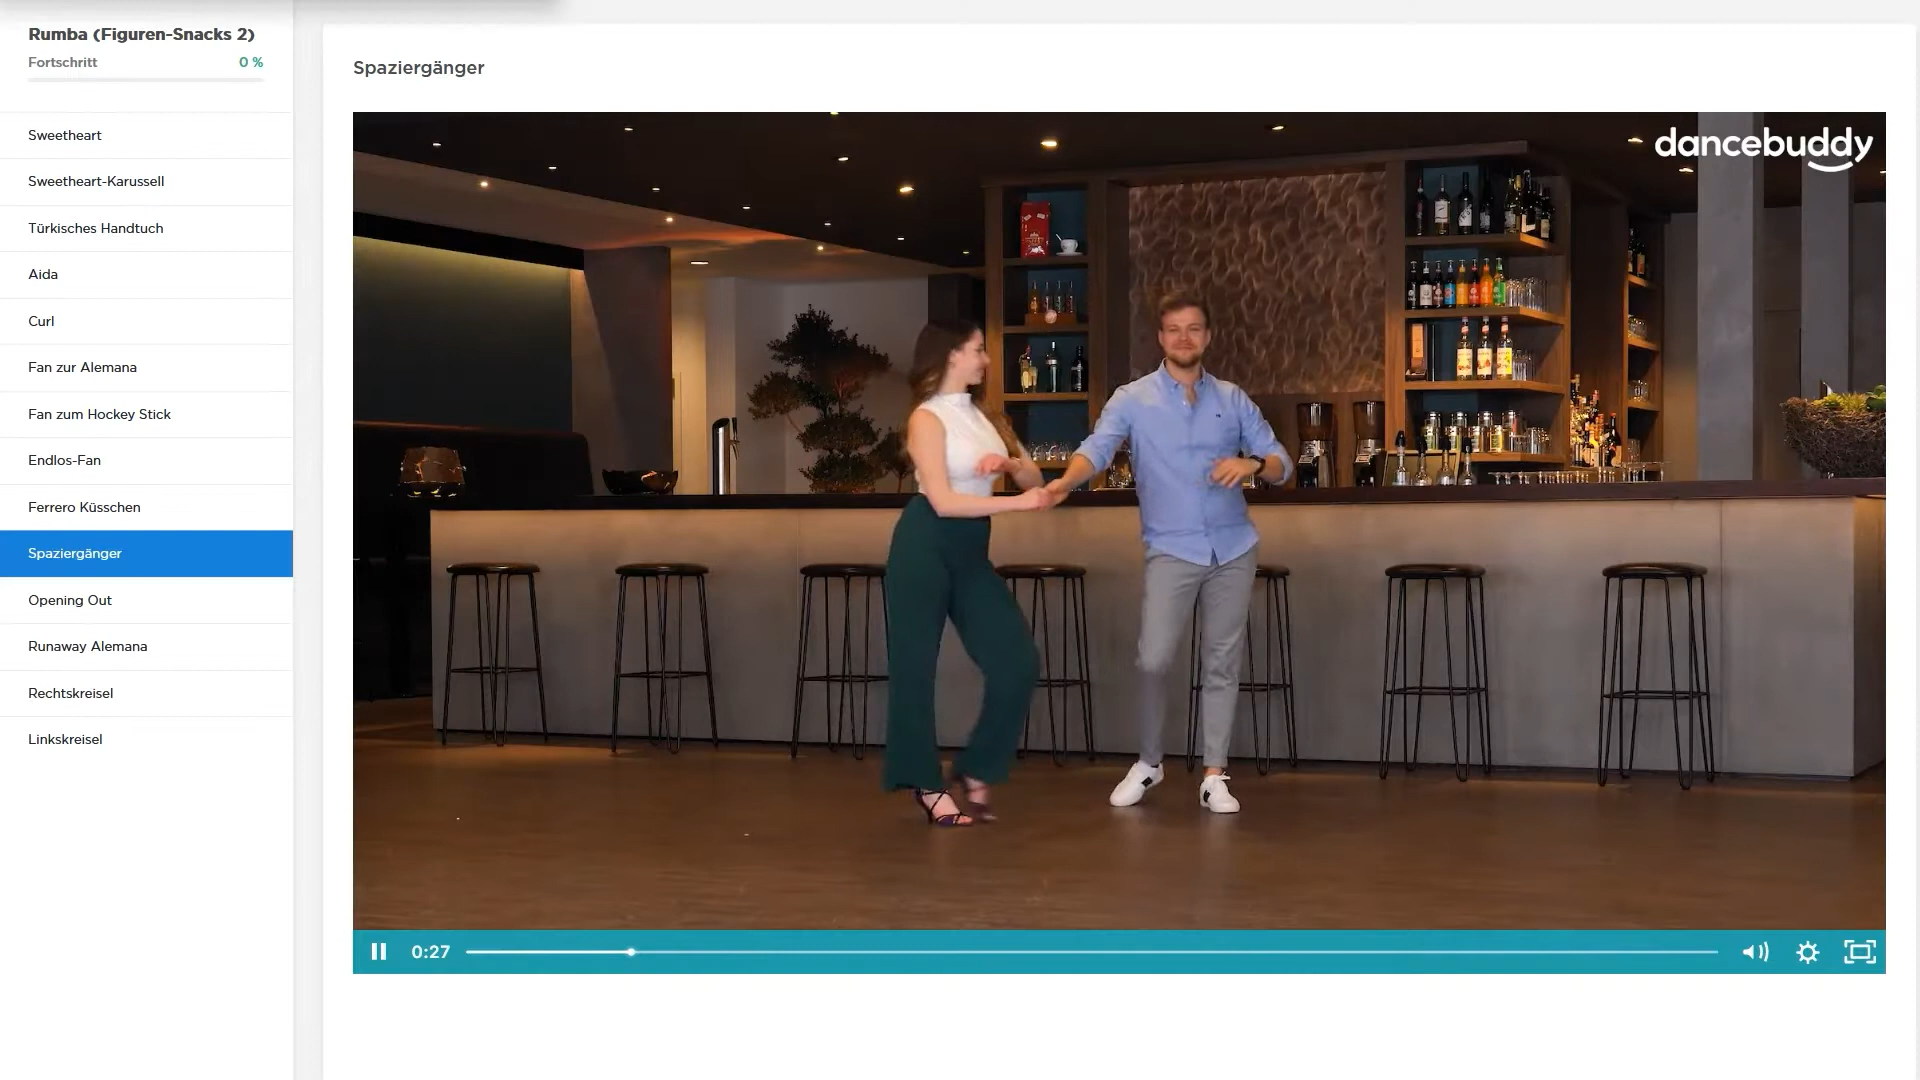 Rumba (Figuren-Snacks 2)
Fortschritt 0 %
Sweetheart
Sweetheart-Karussell
Türkisches Handtuch
Aida
Curl
Fan zur Alemana
Fan zum Hockey Stick
Endlos-Fan
Ferrero Küsschen
Spaziergänger
Opening Out
Runaway Alemana
Rechtskreisel
Linkskreisel
Spaziergänger
dancebuddy
0:27